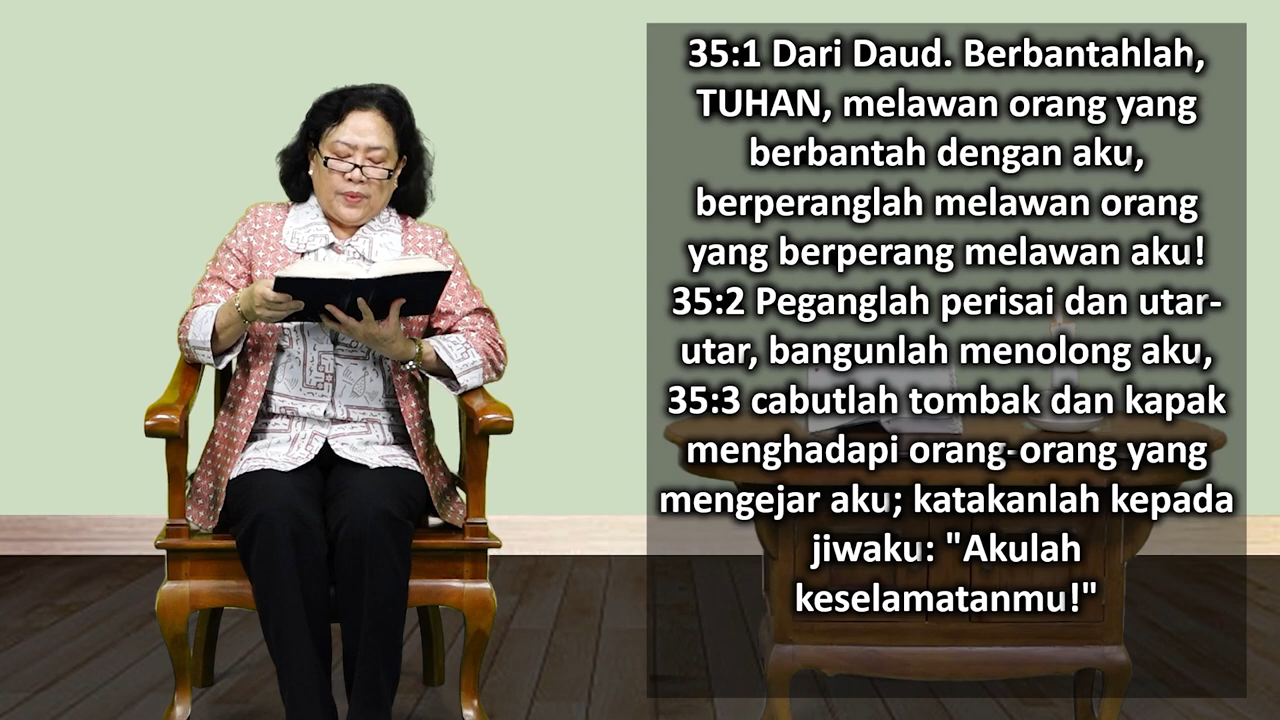 35:1 Dari Daud. Berbantahlah,
TUHAN, melawan orang yang
berbantah dengan aku,
berperanglah melawan orang
yang berperang melawan aku!
35:2 Peganglah perisai dan utar-
utar, bangunlah menolong aku,
35:3 cabutlah tombak dan kapak
menghadapi orang-orang yang
mengejar aku; katakanlah kepada
jiwaku: "Akulah
keselamatanmu!"